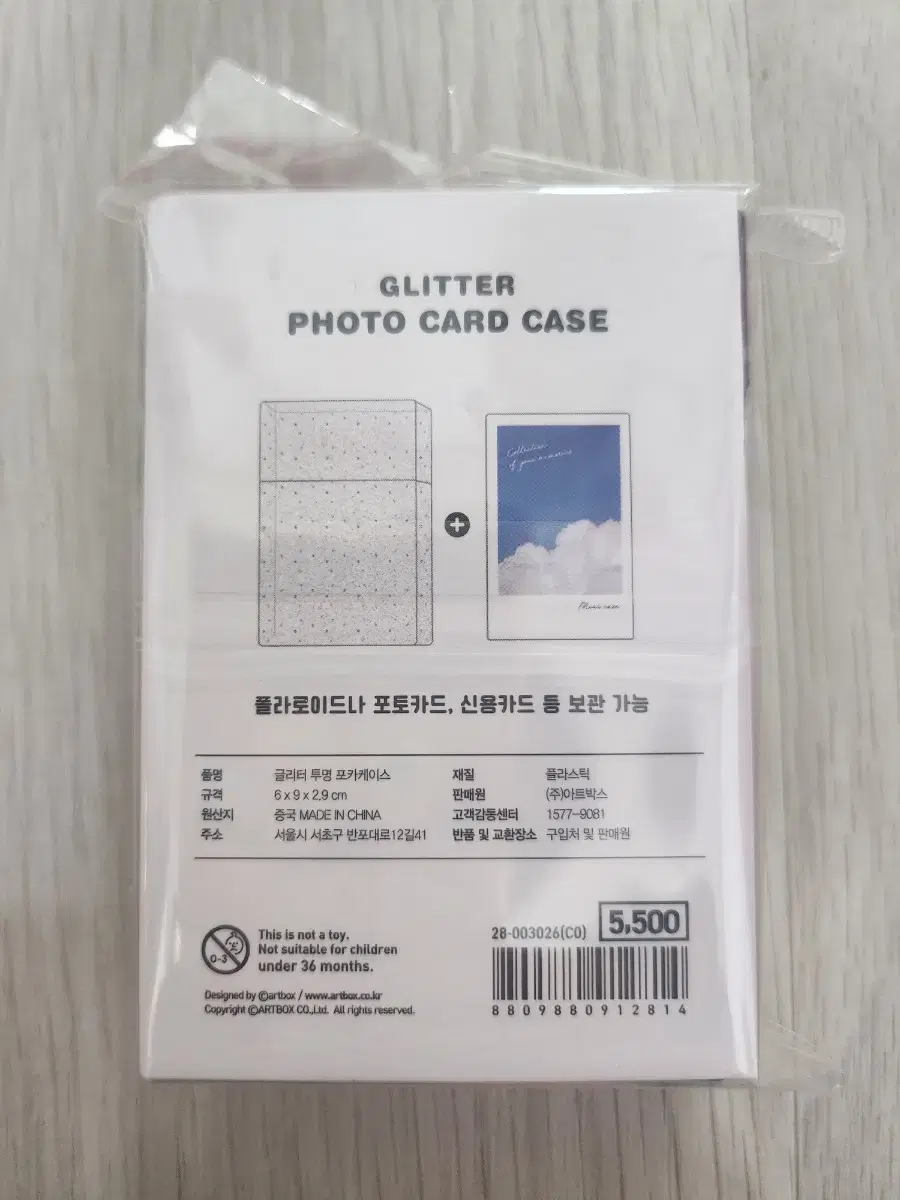 GLITTER
PHOTO CARD CASE
Collection
of your memories
Photo case
폴라로이드나 포토카드, 신용카드 등 보관 가능
품명 글리터 투명 포카케이스 재질 플라스틱
규격 6 x 9 x 2.9 cm 판매원 (주)아트박스
원산지 중국 MADE IN CHINA 고객감동센터 1577-9081
주소 서울시 서초구 반포대로12길41 반품 및 교환장소 구입처 및 판매원
0-3
This is not a toy.
Not suitable for children
under 36 months.
Designed by ©artbox / www.artbox.co.kr
Copyright ©ARTBOX CO.,Ltd. All rights reserved.
28-003026(C0) 5,500
8809880912814